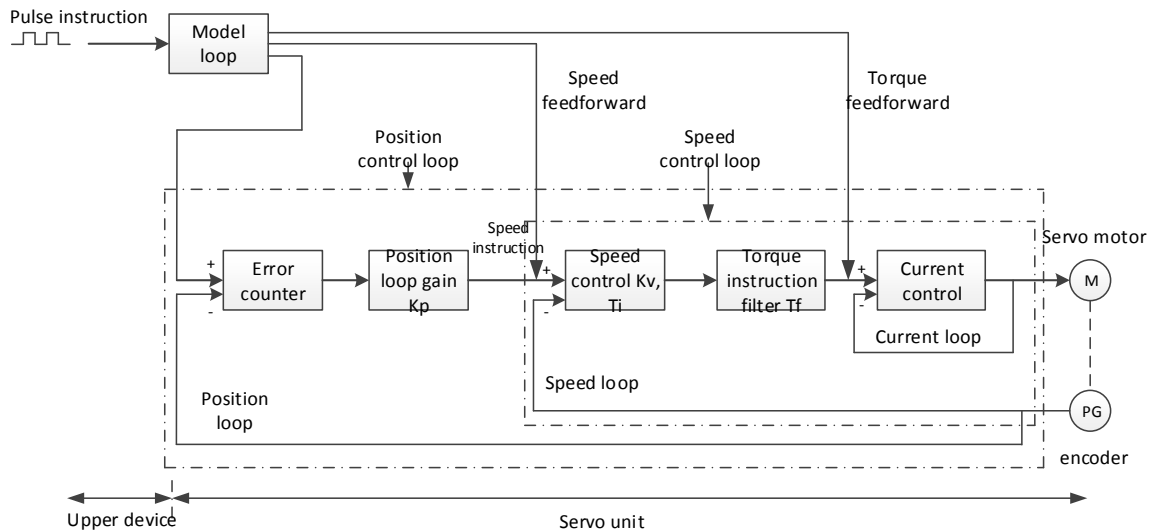 Pulse instruction
Model
loop
Speed
feedforward
Torque
feedforward
Position
control loop
Speed
control loop
Speed
instruction
Servo motor
+
-
Error
counter
Position
loop gain
Kp
+
-
Speed
control Kv,
Ti
Torque
instruction
filter Tf
+
-
Current
control
M
Current loop
Speed loop
Position
loop
PG
encoder
Upper device
Servo unit